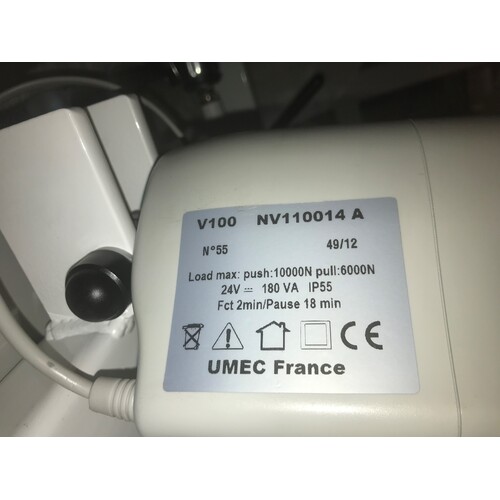 V100 NV110014 A
N°55 49/12
Load max: push:10000N pull:6000N
24V⎓ 180 VA IP55
Fct 2min/Pause 18 min
CE
UMEC France